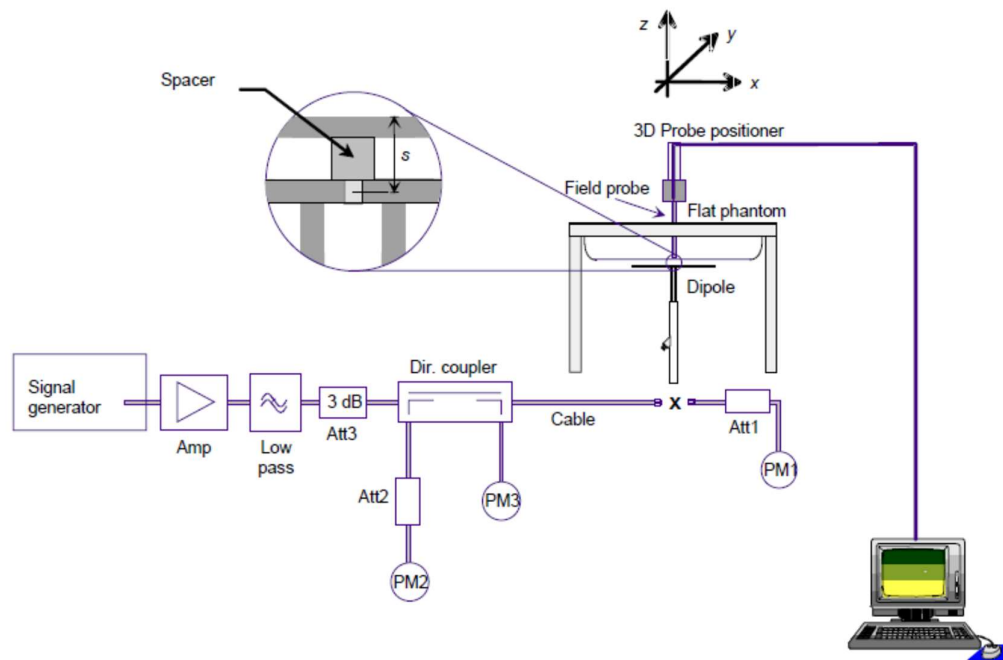 z
y
x
Spacer
s
3D Probe positioner
Field probe
Flat phantom
Dipole
Signal
generator
Amp
Low
pass
3 dB
Att3
Dir. coupler
Cable
x
Att1
PM1
Att2
PM3
PM2